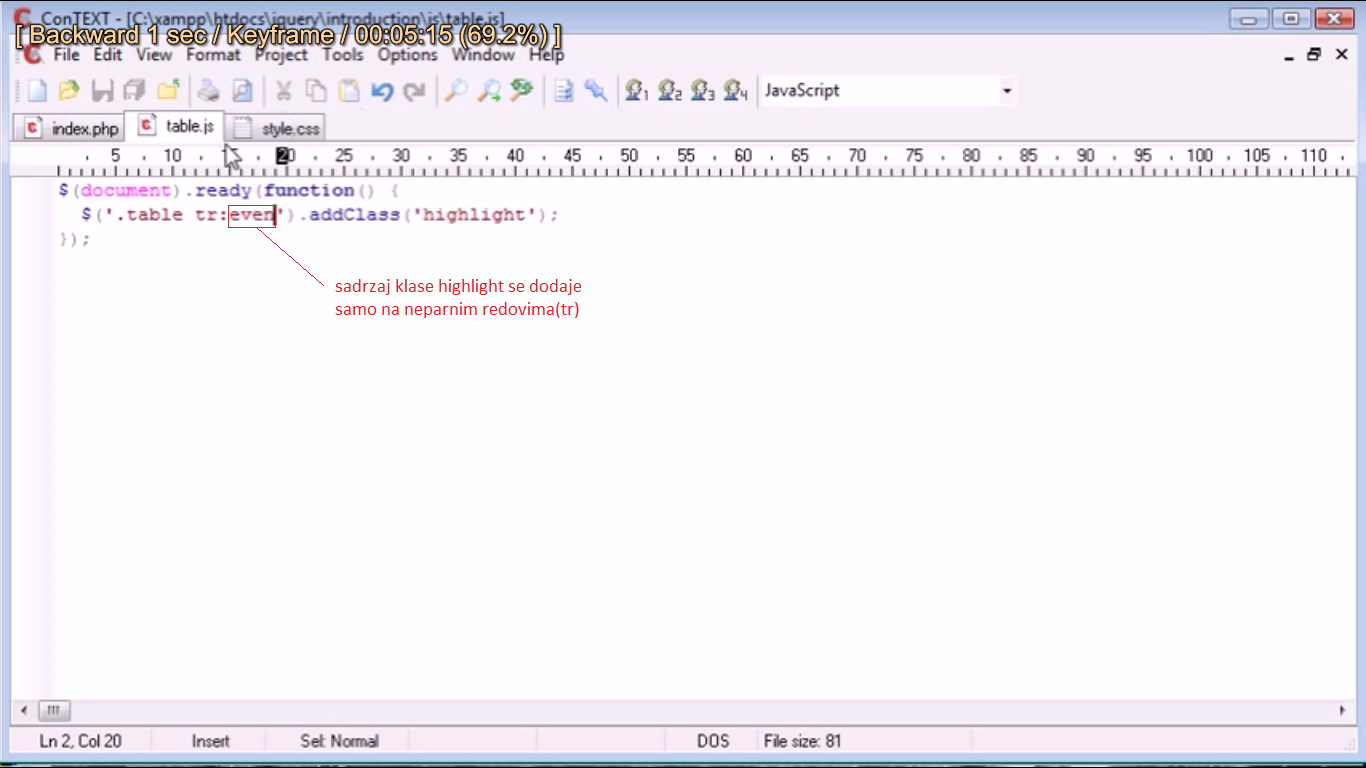 ConTEXT - [C:\xampp\htdocs\jquery\introduction\js\table.js]
[ Backward 1 sec / Keyframe / 00:05:15 (69.2%) ]
File Edit View Format Project Tools Options Window Help
1 2 3 4 JavaScript
index.php table.js style.css
5 10 15 20 25 30 35 40 45 50 55 60 65 70 75 80 85 90 95 100 105 110
$(document).ready(function() {
$('.table tr:even').addClass('highlight');
});
sadrzaj klase highlight se dodaje
samo na neparnim redovima(tr)
Ln 2, Col 20 Insert Sel: Normal DOS File size: 81